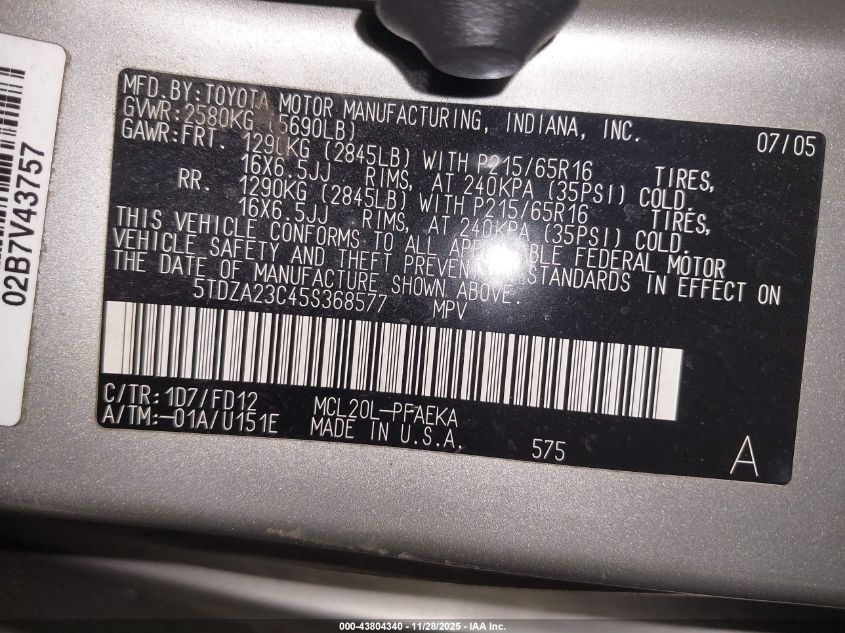 02B7V43757
MFD.BY:TOYOTA MOTOR MANUFACTURING, INDIANA, INC. 07/05
GVWR:2580KG (5690LB)
GAWR:FRT. 1290KG (2845LB) WITH P215/65R16 TIRES,
16X6.5JJ RIMS, AT 240KPA (35PSI) COLD.
RR. 1290KG (2845LB) WITH P215/65R16 TIRES,
16X6.5JJ RIMS, AT 240KPA (35PSI) COLD.
THIS VEHICLE CONFORMS TO ALL APPLICABLE FEDERAL MOTOR
VEHICLE SAFETY AND THEFT PREVENTION STANDARDS IN EFFECT ON
THE DATE OF MANUFACTURE SHOWN ABOVE.
5TDZA23C45S368577 MPV
C/TR:1D7/FD12 MCL20L-PFAEKA
A/TM:-01A/U151E MADE IN U.S.A. 575 A
000-43804340 - 11/28/2025 - IAA Inc.